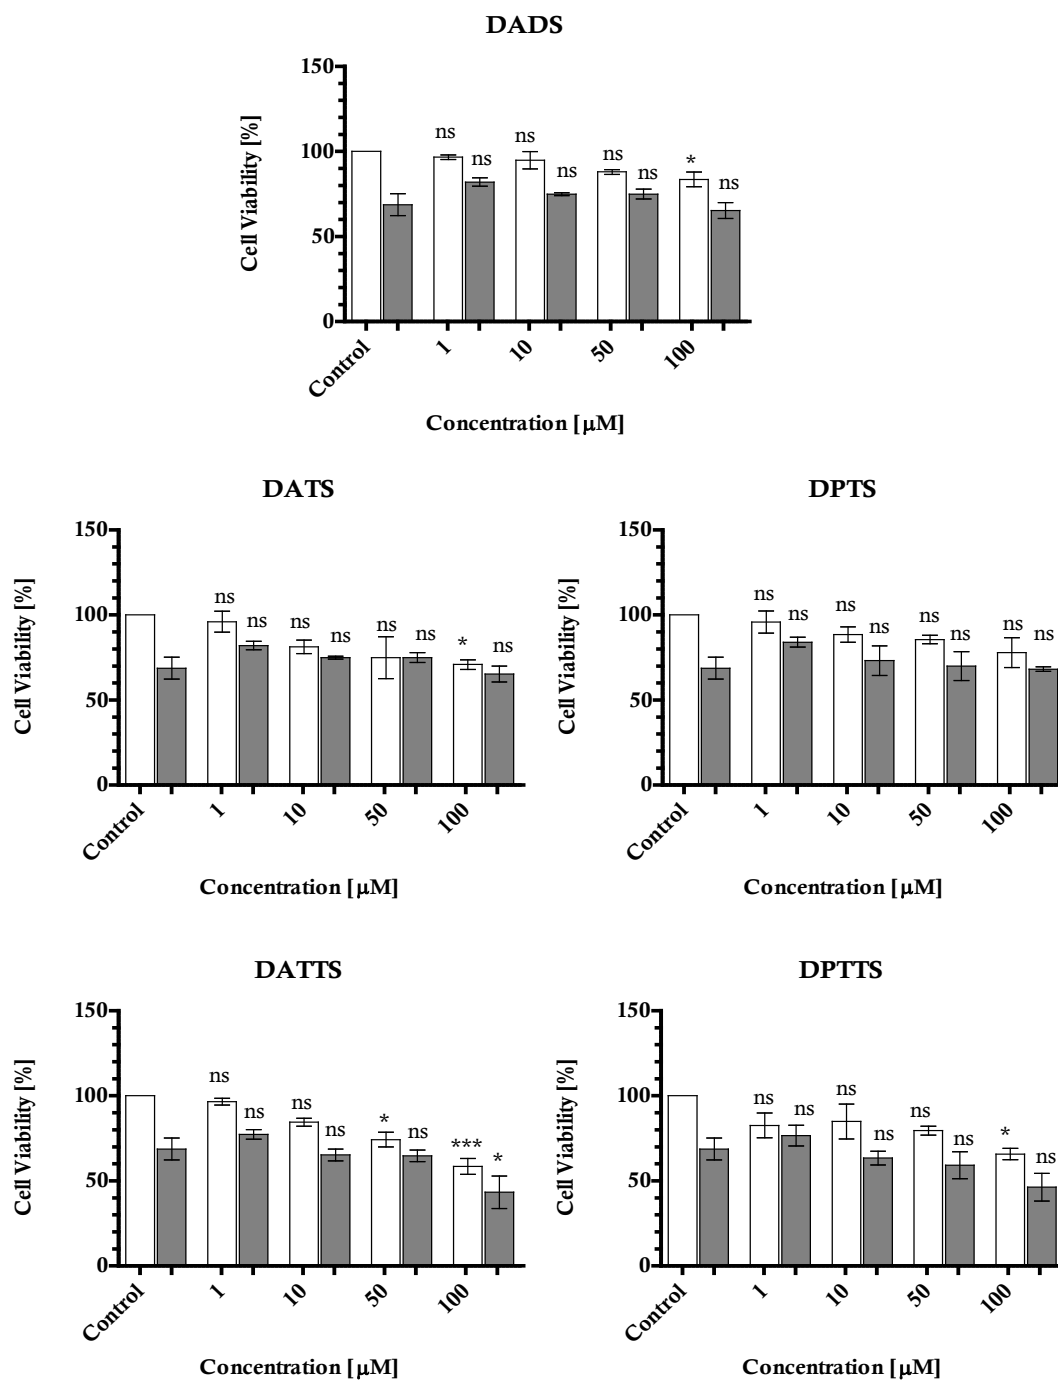 DADS
150
100
50
0
Cell Viability [%]
ns
ns
ns
ns
ns
ns
*
ns
Control
1
10
50
100
Concentration [µM]
DATS
150
100
50
0
Cell Viability [%]
ns
ns
ns
ns
ns
ns
*
ns
Control
1
10
50
100
Concentration [µM]
DPTS
150
100
50
0
Cell Viability [%]
ns
ns
ns
ns
ns
ns
ns
ns
Control
1
10
50
100
Concentration [µM]
DATTS
150
100
50
0
Cell Viability [%]
ns
ns
ns
ns
*
ns
***
*
Control
1
10
50
100
Concentration [µM]
DPTTS
150
100
50
0
Cell Viability [%]
ns
ns
ns
ns
ns
ns
*
ns
Control
1
10
50
100
Concentration [µM]